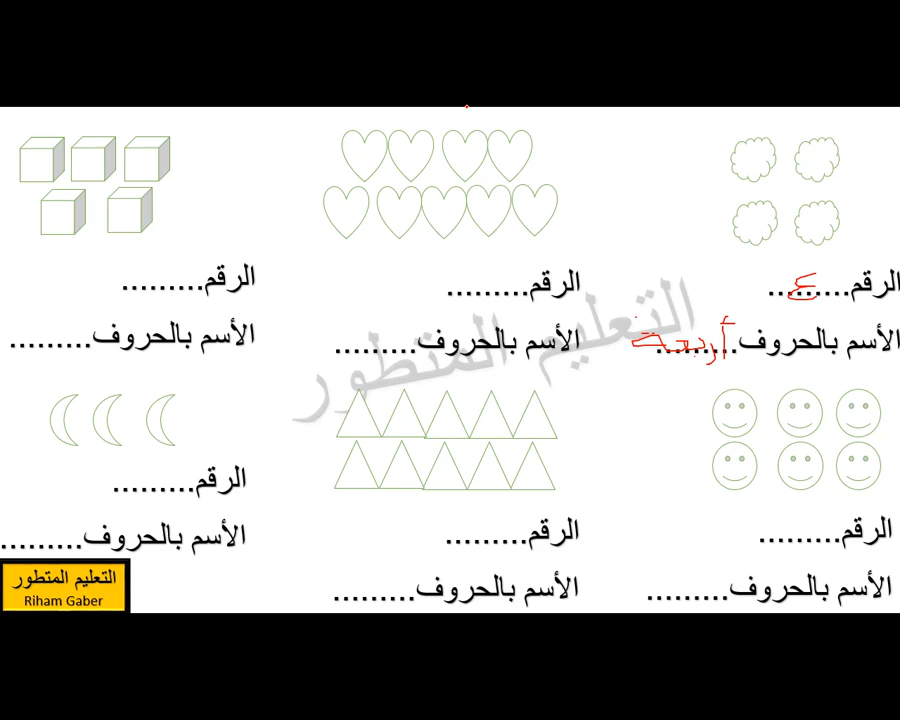 الرقم.........٤
الأسم بالحروف.........أربعة
الرقم.........
الأسم بالحروف.........
الرقم.........
الأسم بالحروف.........
الرقم.........
الأسم بالحروف.........
الرقم.........
الأسم بالحروف.........
الرقم.........
الأسم بالحروف.........
التعليم المتطور
التعليم المتطور
Riham Gaber